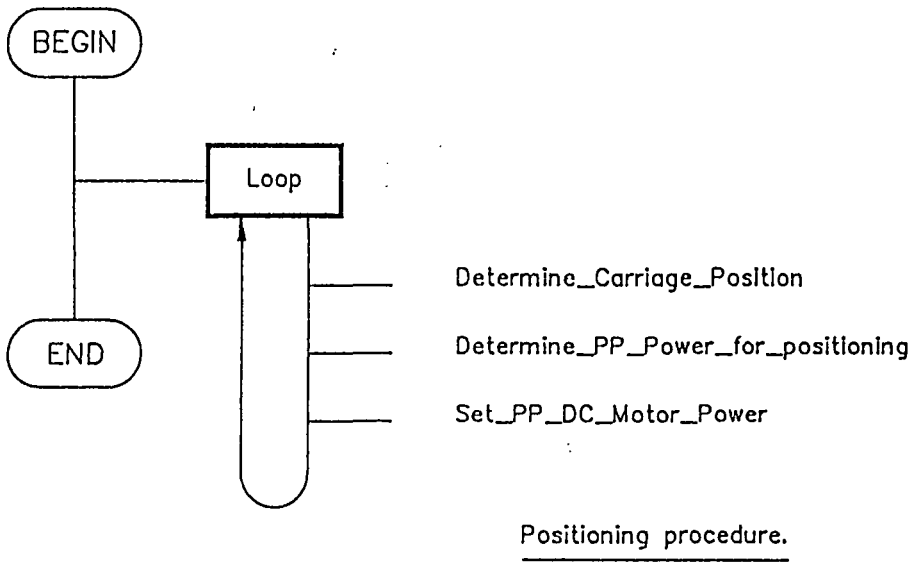 BEGIN
Loop
Determine_Carriage_Position
Determine_PP_Power_for_positioning
END
Set_PP_DC_Motor_Power
Positioning procedure.